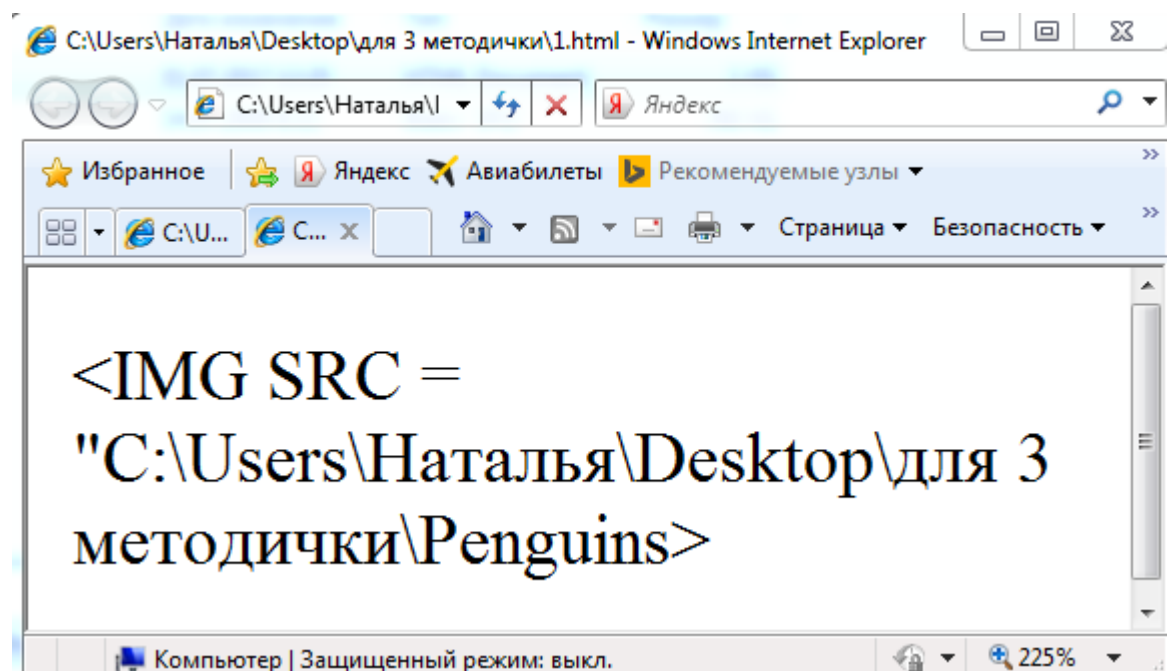 C:\Users\Наталья\Desktop\для 3 методички\1.html - Windows Internet Explorer
C:\Users\Наталья\I Я Яндекс
Избранное Я Яндекс Авиабилеты Рекомендуемые узлы
C:\U... C... X Страница Безопасность
<IMG SRC =
"C:\Users\Наталья\Desktop\для 3
методички\Penguins>
Компьютер | Защищенный режим: выкл. 225%